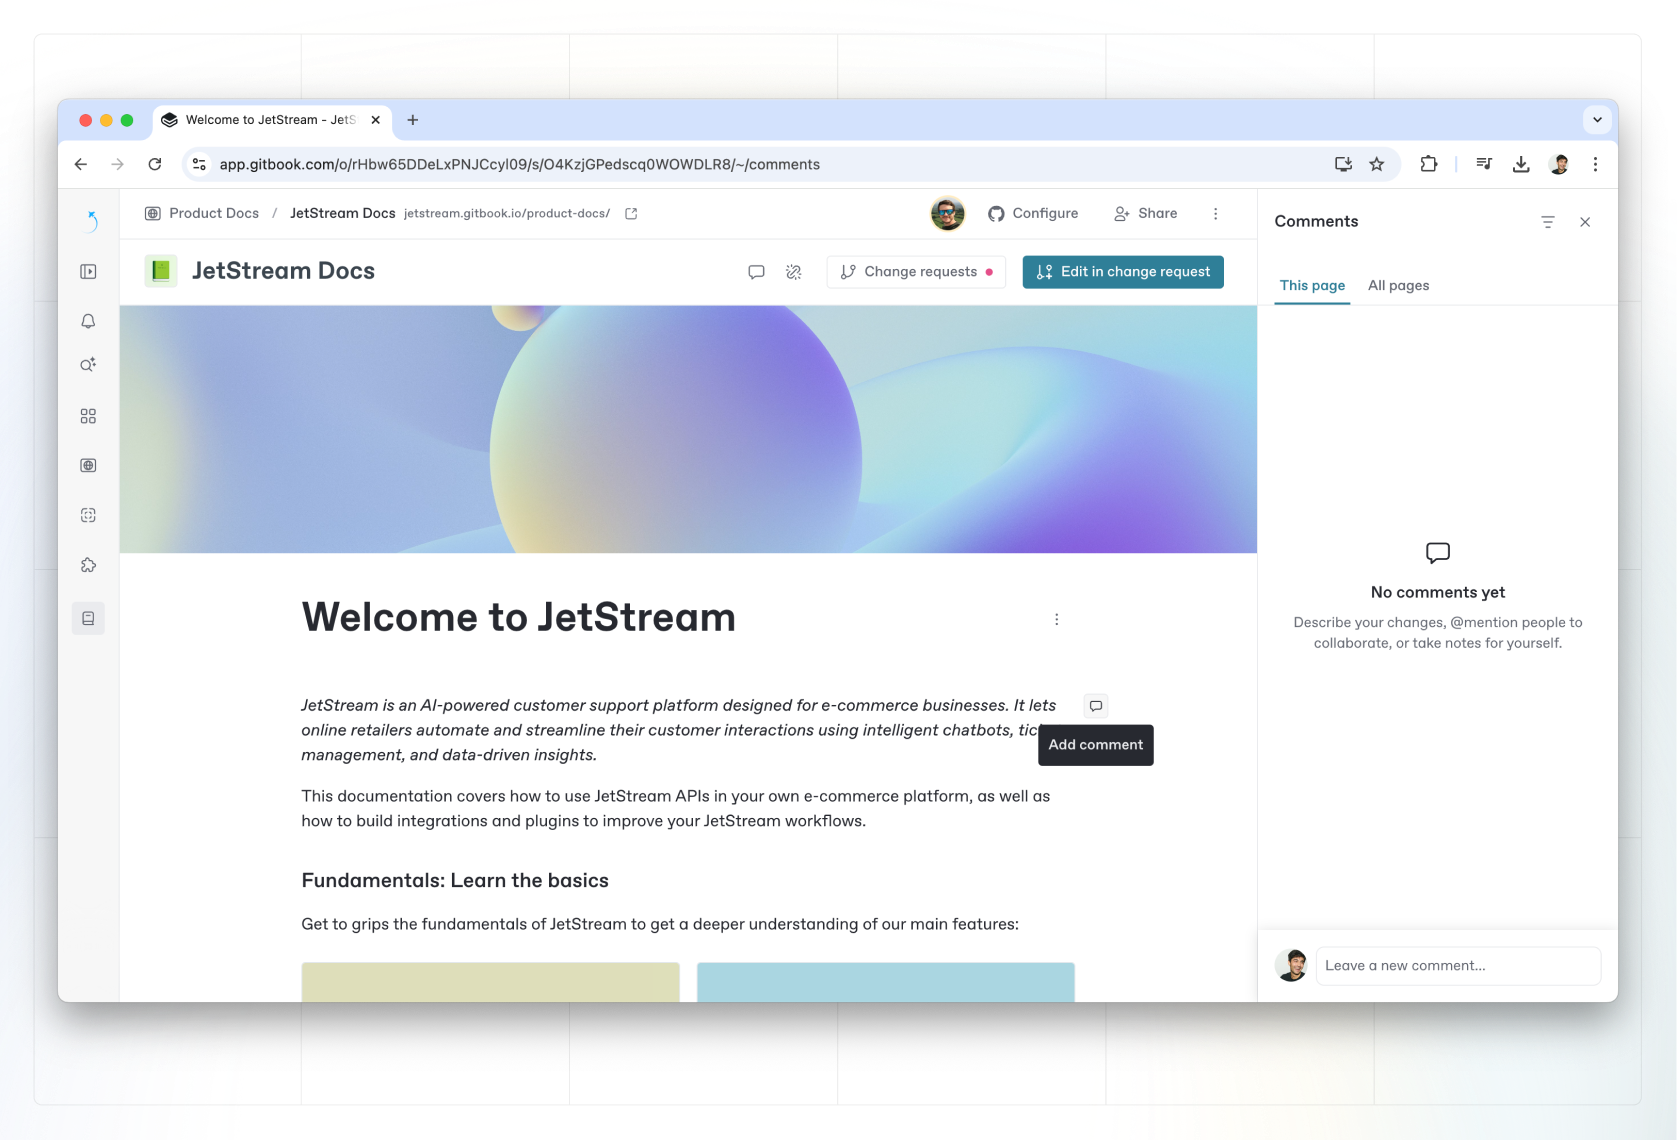 Welcome to JetStream - JetS
app.gitbook.com/o/rHbw65DDeLxPNJCcyl09/s/O4KzjGPedscq0WOWDLR8/~/comments
Product Docs / JetStream Docs jetstream.gitbook.io/product-docs/
Configure
Share
Comments
JetStream Docs
Change requests
Edit in change request
This page
All pages
Welcome to JetStream
JetStream is an AI-powered customer support platform designed for e-commerce businesses. It lets
online retailers automate and streamline their customer interactions using intelligent chatbots, tic
management, and data-driven insights.
Add comment
This documentation covers how to use JetStream APIs in your own e-commerce platform, as well as
how to build integrations and plugins to improve your JetStream workflows.
Fundamentals: Learn the basics
Get to grips the fundamentals of JetStream to get a deeper understanding of our main features:
No comments yet
Describe your changes, @mention people to
collaborate, or take notes for yourself.
Leave a new comment...